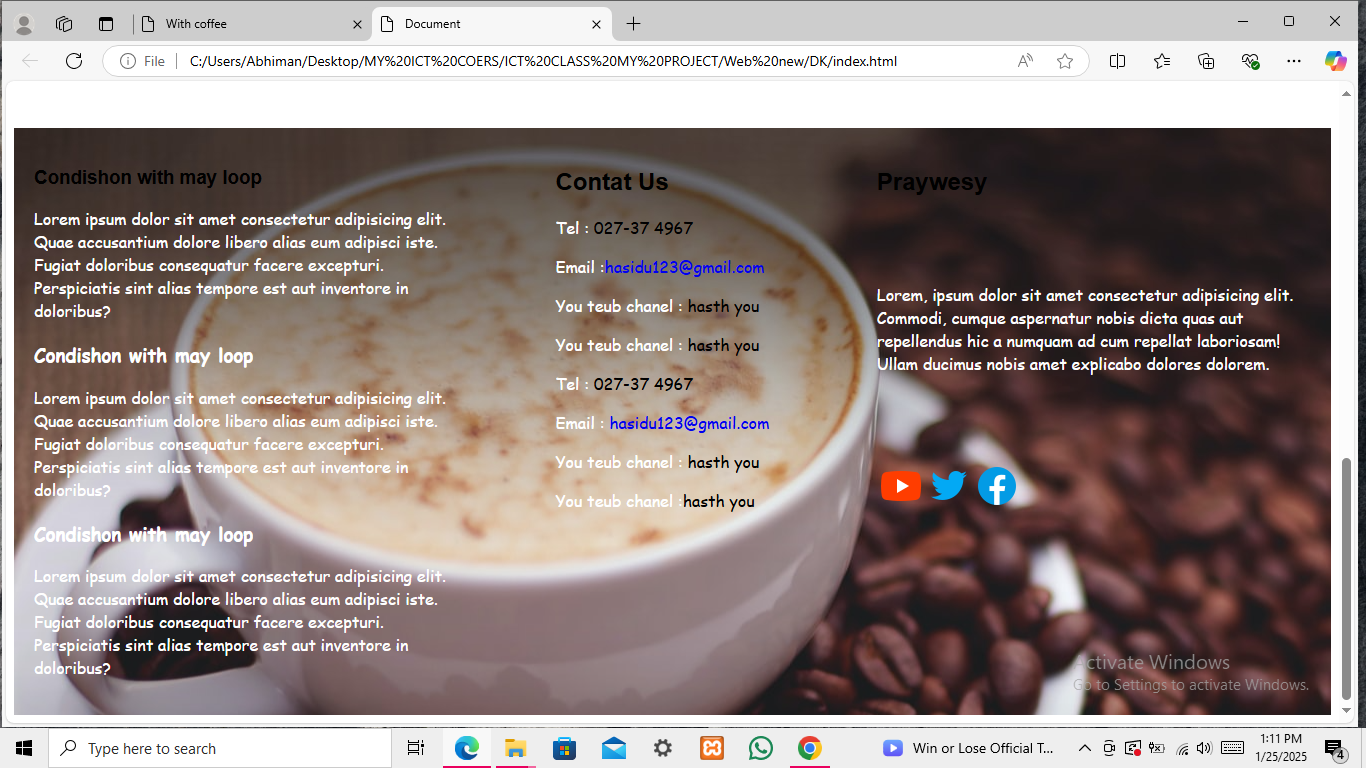 With coffee
Document
File
C:/Users/Abhiman/Desktop/MY%20ICT%20COERS/ICT%20CLASS%20MY%20PROJECT/Web%20new/DK/index.html
Condishon with may loop
Lorem ipsum dolor sit amet consectetur adipisicing elit.
Quae accusantium dolore libero alias eum adipisci iste.
Fugiat doloribus consequatur facere excepturi.
Perspiciatis sint alias tempore est aut inventore in
doloribus?
Condishon with may loop
Lorem ipsum dolor sit amet consectetur adipisicing elit.
Quae accusantium dolore libero alias eum adipisci iste.
Fugiat doloribus consequatur facere excepturi.
Perspiciatis sint alias tempore est aut inventore in
doloribus?
Condishon with may loop
Lorem ipsum dolor sit amet consectetur adipisicing elit.
Quae accusantium dolore libero alias eum adipisci iste.
Fugiat doloribus consequatur facere excepturi.
Perspiciatis sint alias tempore est aut inventore in
doloribus?
Contat Us
Tel : 027-37 4967
Email :hasidu123@gmail.com
You teub chanel : hasth you
You teub chanel : hasth you
Tel : 027-37 4967
Email : hasidu123@gmail.com
You teub chanel : hasth you
You teub chanel :hasth you
Praywesy
Lorem, ipsum dolor sit amet consectetur adipisicing elit.
Commodi, cumque aspernatur nobis dicta quas aut
repellendus hic a numquam ad cum repellat laboriosam!
Ullam ducimus nobis amet explicabo dolores dolorem.
Activate Windows
Go to Settings to activate Windows.
Type here to search
Win or Lose Official T...
1:11 PM
1/25/2025
4